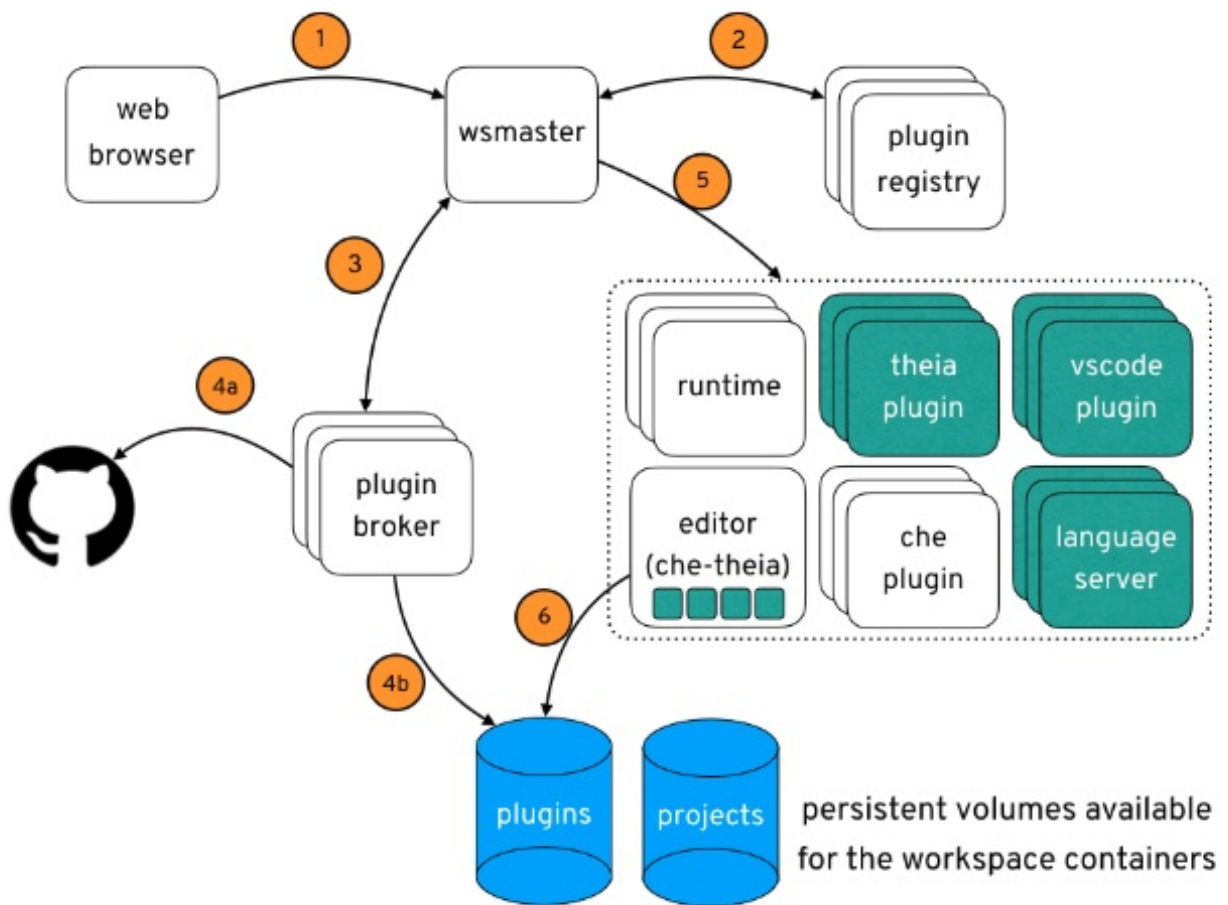 1
2
web
browser
wsmaster
plugin
registry
5
3
4a
runtime
theia
plugin
vscode
plugin
plugin
broker
editor
(che-theia)
che
plugin
language
server
6
4b
plugins
projects
persistent volumes available
for the workspace containers